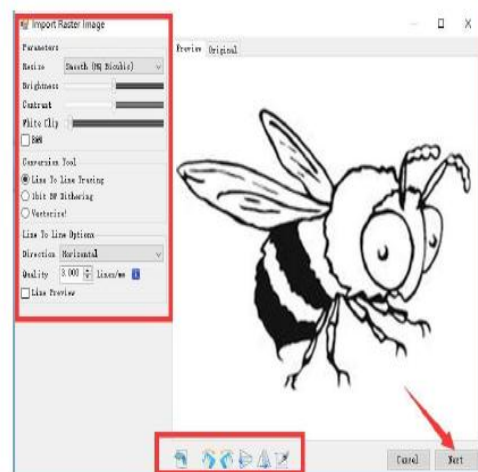 Import Raster Image
Parameters
Preview Original
Resize Smooth (HQ Bicubic)
Brightness
Contrast
White Clip
B&W
Conversion Tool
Line To Line Tracing
1bit BW Dithering
Vectorize!
Line To Line Options
Direction Horizontal
Quality 3.000 Lines/mm
Line Preview
Cancel Next